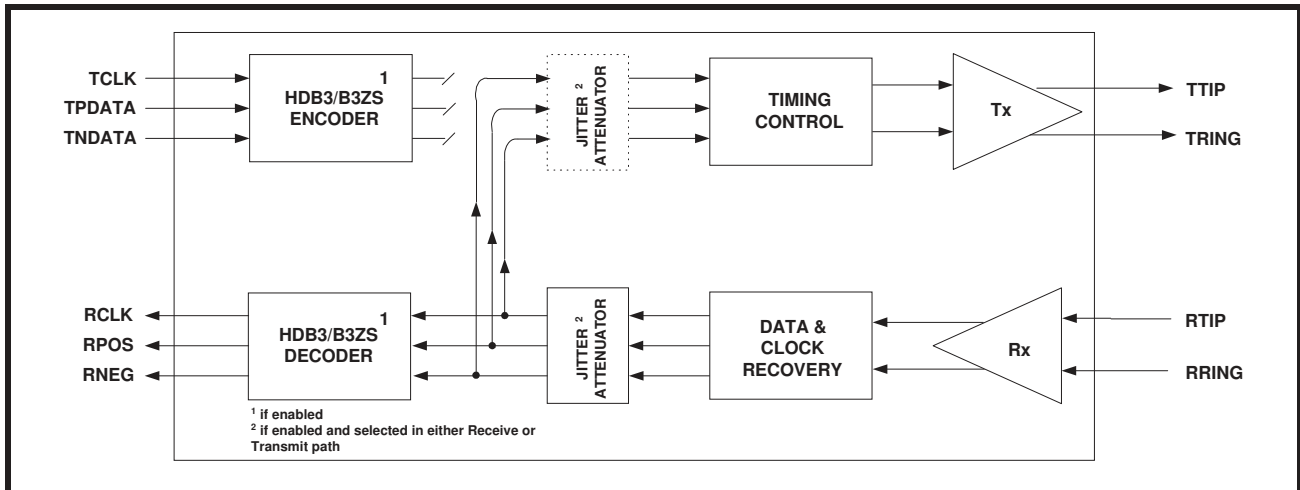 TCLK
TPDATA
TNDATA
1
HDB3/B3ZS
ENCODER
JITTER 2
ATTENUATOR
TIMING
CONTROL
Tx
TTIP
TRING
RCLK
RPOS
RNEG
1
HDB3/B3ZS
DECODER
JITTER 2
ATTENUATOR
DATA &
CLOCK
RECOVERY
Rx
RTIP
RRING
1 if enabled
2 if enabled and selected in either Receive or
Transmit path